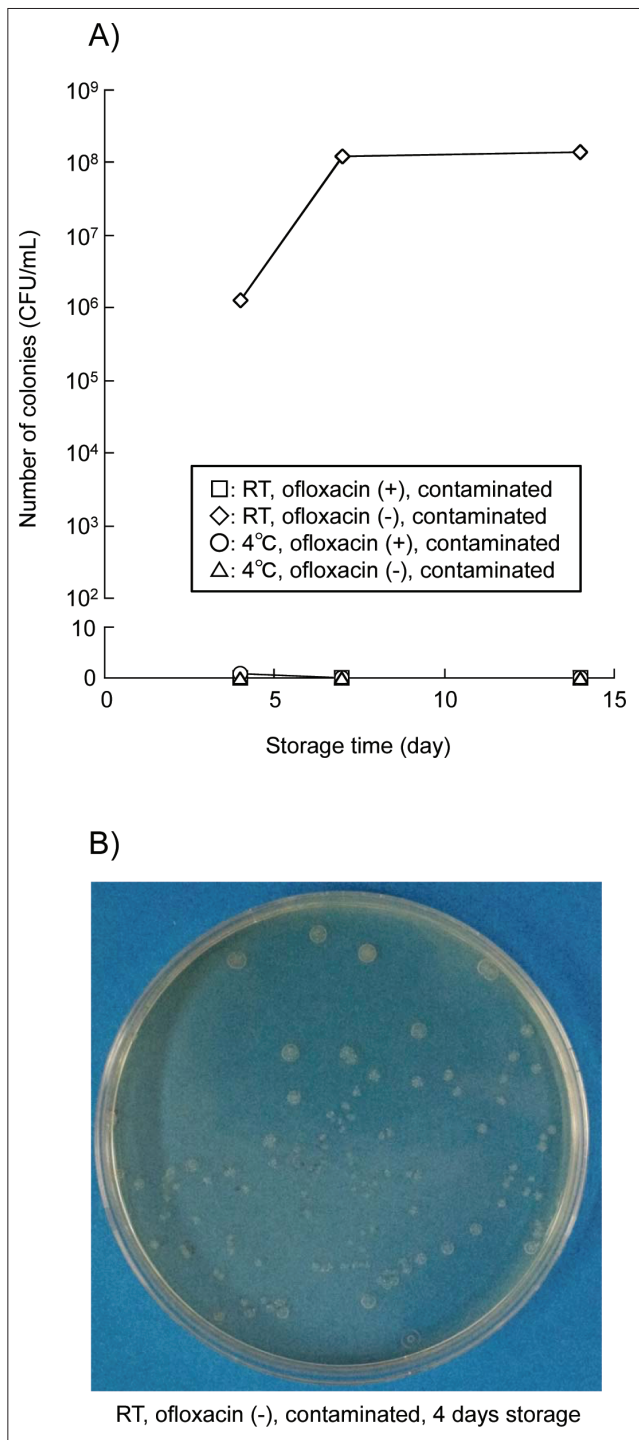 A)
Number of colonies (CFU/mL)
10⁹
10⁸
10⁷
10⁶
10⁵
10⁴
10³
10²
10
0
□: RT, ofloxacin (+), contaminated
◇: RT, ofloxacin (-), contaminated
○: 4°C, ofloxacin (+), contaminated
△: 4°C, ofloxacin (-), contaminated
0 5 10 15
Storage time (day)
B)
RT, ofloxacin (-), contaminated, 4 days storage